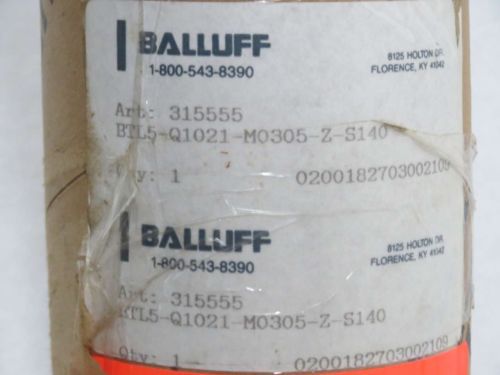 BALLUFF
1-800-543-8390
8125 HOLTON DR.
FLORENCE, KY 41042
Art: 315555
BTL5-Q1021-M0305-Z-S140
Qty: 1 0200182703002109
BALLUFF
1-800-543-8390
8125 HOLTON DR.
FLORENCE, KY 41042
Art: 315555
BTL5-Q1021-M0305-Z-S140
Qty: 1 0200182703002109